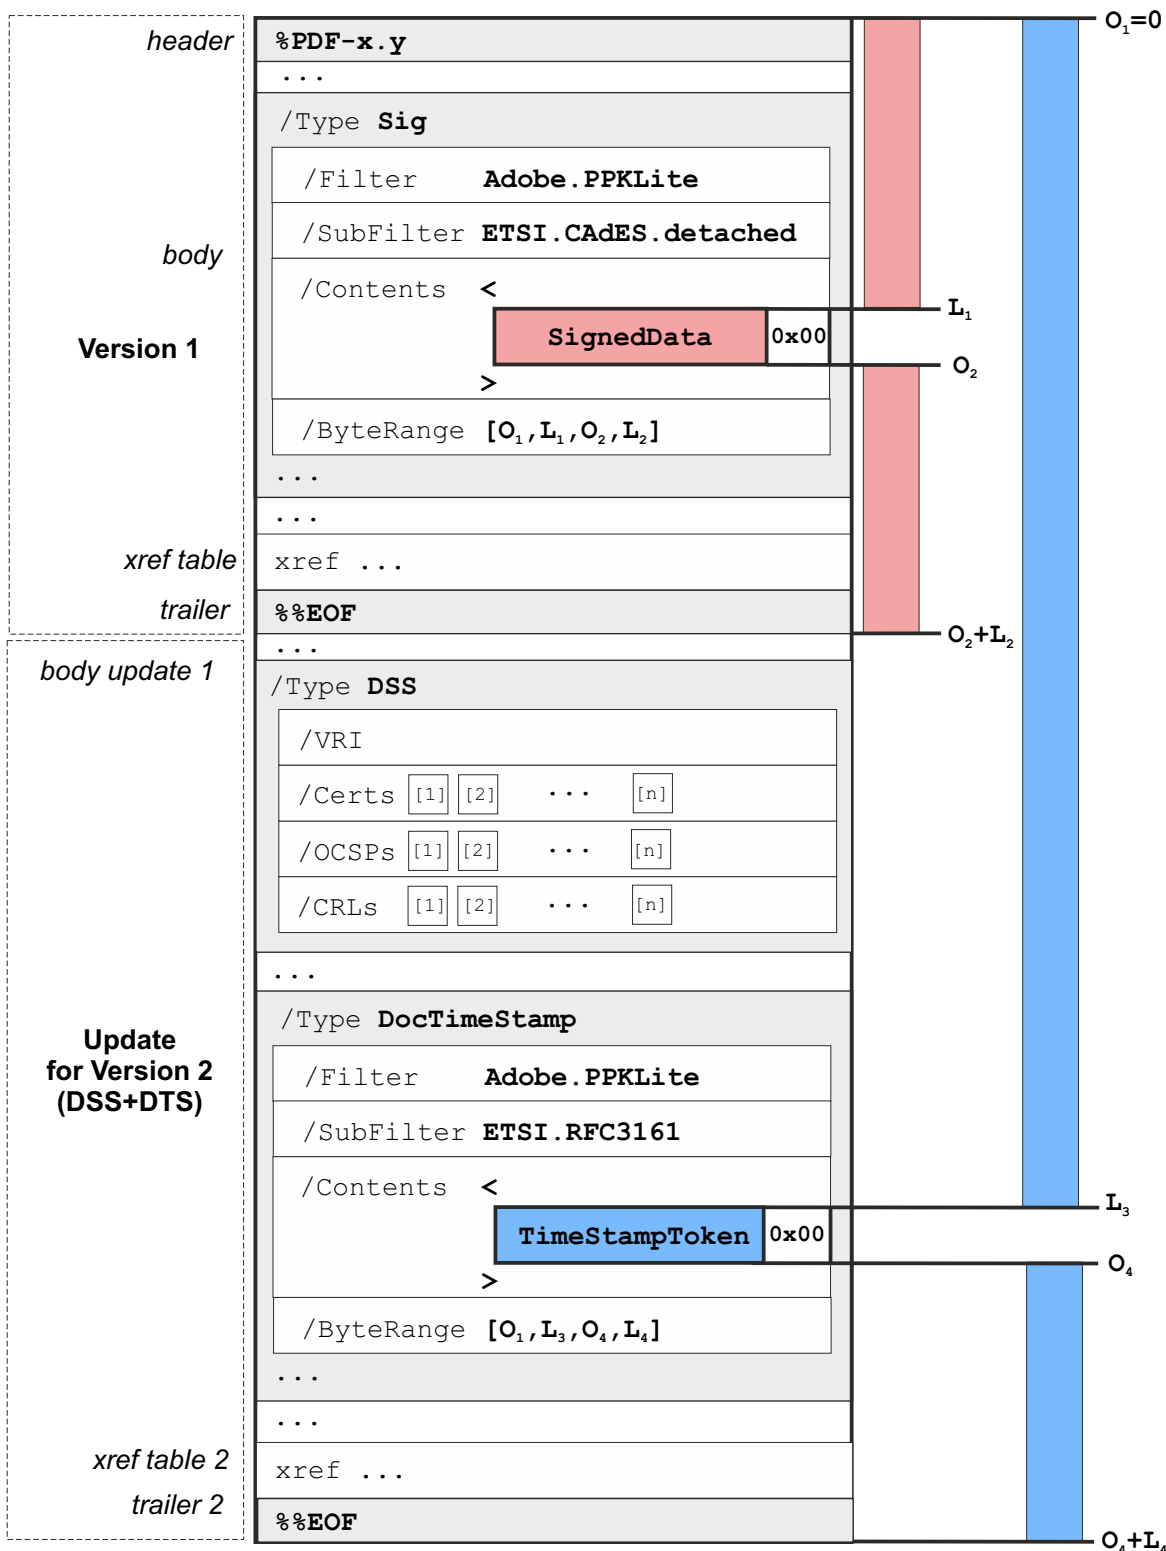 O₁=0
header
%PDF-x.y
...
/Type Sig
/Filter Adobe.PPKLite
/SubFilter ETSI.CAdES.detached
body
/Contents <
L₁
SignedData 0x00
Version 1
O₂
>
/ByteRange [O₁,L₁,O₂,L₂]
...
...
xref table
xref ...
trailer
%%EOF
O₂+L₂
...
body update 1
/Type DSS
/VRI
/Certs [1] [2] ... [n]
/OCSPs [1] [2] ... [n]
/CRLs [1] [2] ... [n]
...
/Type DocTimeStamp
Update
for Version 2
(DSS+DTS)
/Filter Adobe.PPKLite
/SubFilter ETSI.RFC3161
/Contents <
L₃
TimeStampToken 0x00
O₄
>
/ByteRange [O₁,L₃,O₄,L₄]
...
...
xref table 2
xref ...
trailer 2
%%EOF
O₄+L₄